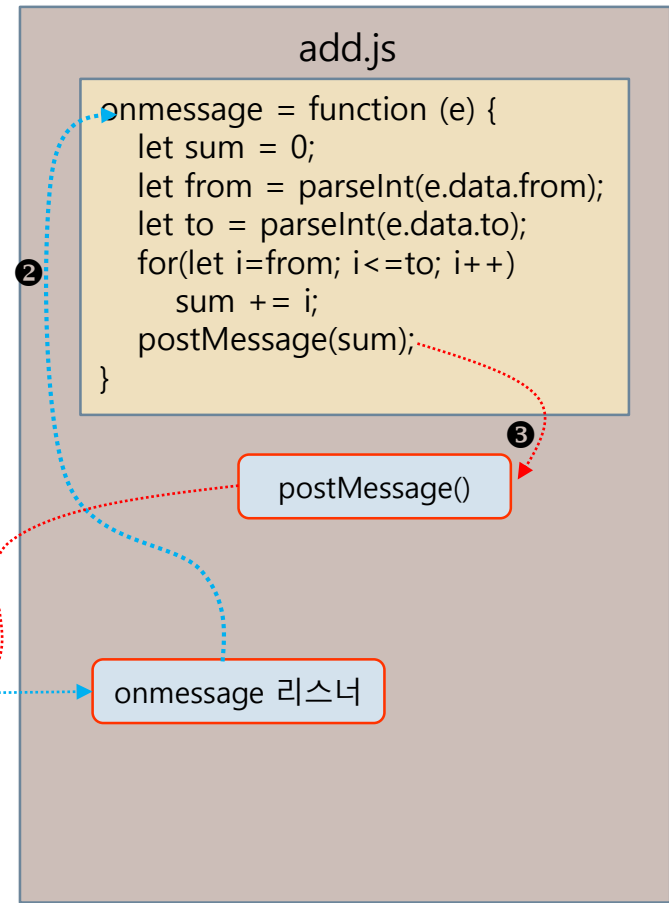 add.js
onmessage = function (e) {
let sum = 0;
let from = parseInt(e.data.from);
let to = parseInt(e.data.to);
for(let i=from; i<=to; i++)
sum += i;
postMessage(sum);
}
❷
❸
postMessage()
onmessage 리스너